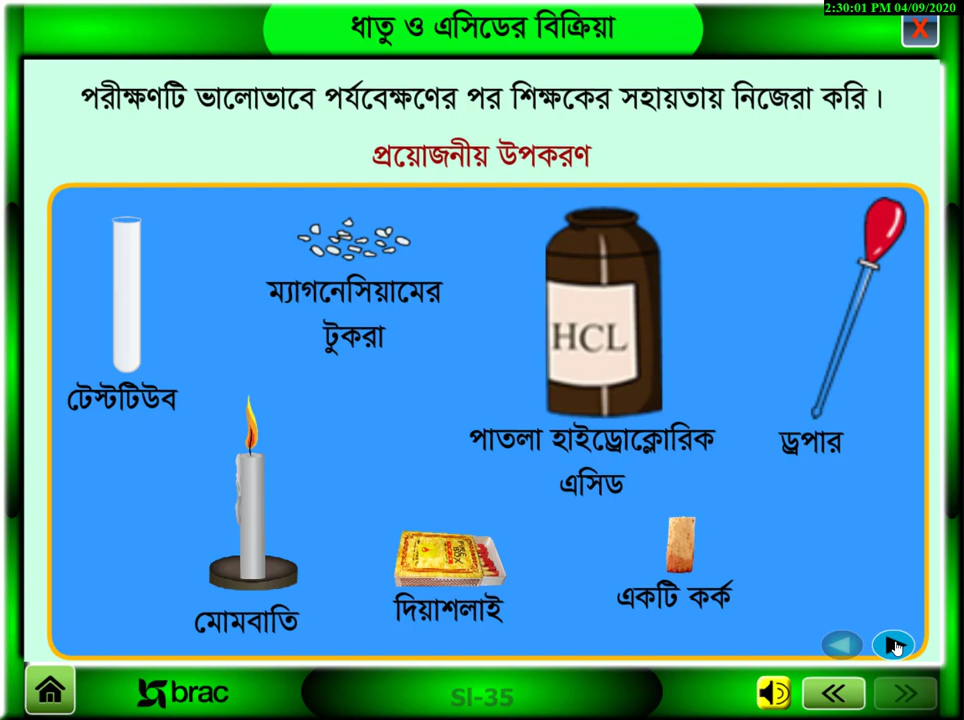 2:30:01 PM 04/09/2020
ধাতু ও এসিডের বিক্রিয়া
X
পরীক্ষণটি ভালোভাবে পর্যবেক্ষণের পর শিক্ষকের সহায়তায় নিজেরা করি।
প্রয়োজনীয় উপকরণ
ম্যাগনেসিয়ামের
টুকরা
HCL
টেস্টটিউব
পাতলা হাইড্রোক্লোরিক
এসিড
ড্রপার
মোমবাতি
দিয়াশলাই
একটি কর্ক
brac
Sl-35